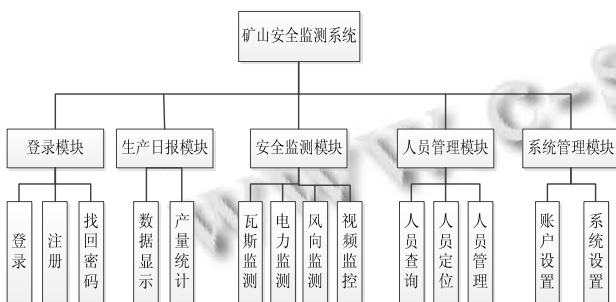 矿山安全监测系统
登录模块
生产日报模块
安全监测模块
人员管理模块
系统管理模块
登录
注册
找回密码
数据显示
产量统计
瓦斯监测
电力监测
风向监测
视频监控
人员查询
人员定位
人员管理
账户设置
系统设置
www.c-s